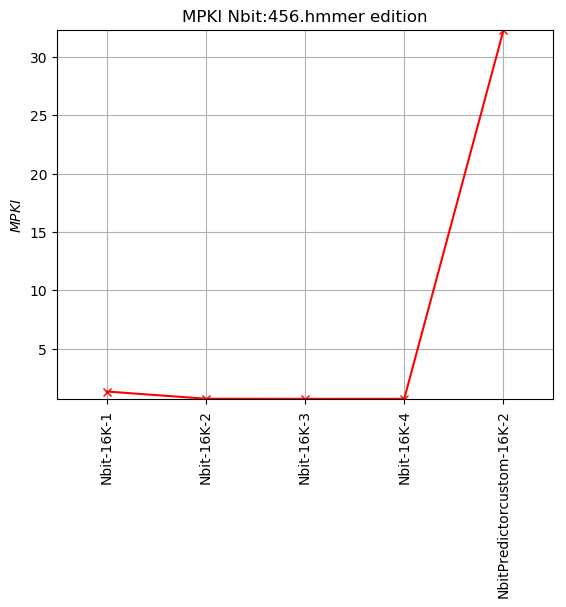 MPKI Nbit:456.hmmer edition
MPKI
30
25
20
15
10
5
Nbit-16K-1
Nbit-16K-2
Nbit-16K-3
Nbit-16K-4
NbitPredictorcustom-16K-2